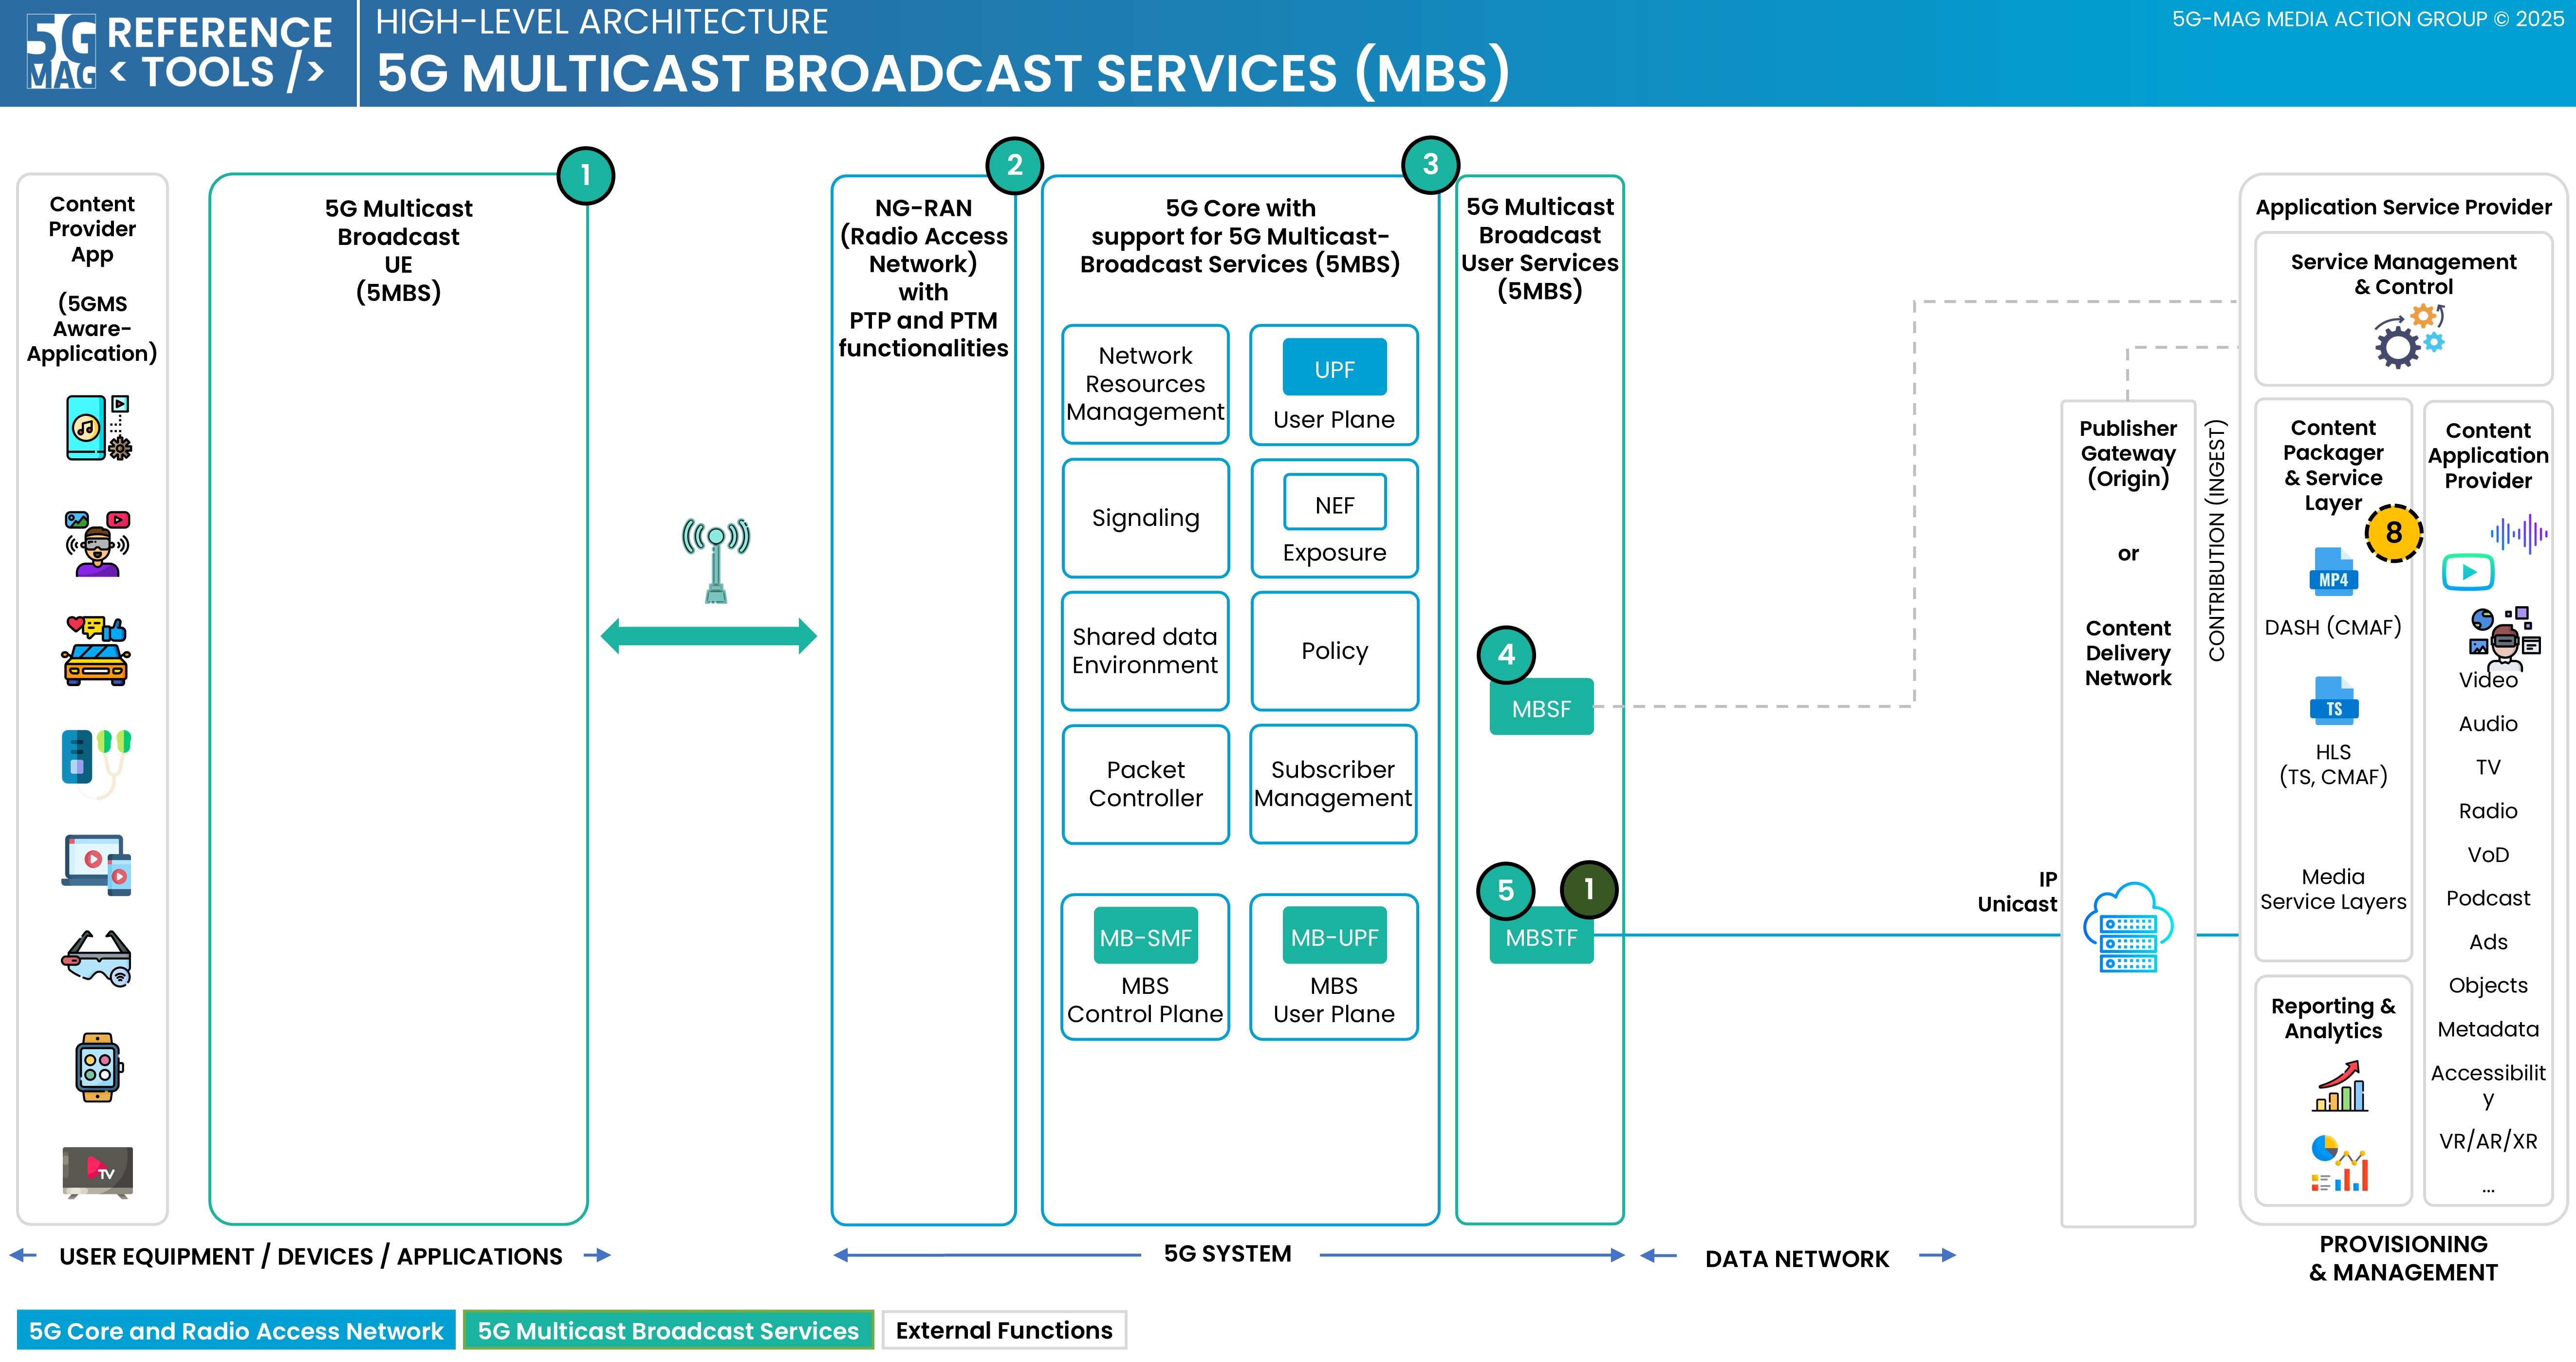 5G
MAG
REFERENCE
< TOOLS />
HIGH-LEVEL ARCHITECTURE
5G MULTICAST BROADCAST SERVICES (MBS)
5G-MAG MEDIA ACTION GROUP © 2025
Content
Provider
App
(5GMS
Aware-
Application)
TV
1
5G Multicast
Broadcast
UE
(5MBS)
2
NG-RAN
(Radio Access
Network)
with
PTP and PTM
functionalities
3
5G Core with
support for 5G Multicast-
Broadcast Services (5MBS)
Network
Resources
Management
UPF
User Plane
Signaling
NEF
Exposure
Shared data
Environment
Policy
Packet
Controller
Subscriber
Management
MB-SMF
MBS
Control Plane
MB-UPF
MBS
User Plane
5G Multicast
Broadcast
User Services
(5MBS)
4
MBSF
5
1
MBSTF
IP
Unicast
Publisher
Gateway
(Origin)
or
Content
Delivery
Network
CONTRIBUTION (INGEST)
Application Service Provider
Service Management
& Control
Content
Packager
& Service
Layer
8
MP4
DASH (CMAF)
TS
HLS
(TS, CMAF)
Media
Service Layers
Reporting &
Analytics
Content
Application
Provider
Video
Audio
TV
Radio
VoD
Podcast
Ads
Objects
Metadata
Accessibilit
y
VR/AR/XR
...
USER EQUIPMENT / DEVICES / APPLICATIONS
5G SYSTEM
DATA NETWORK
PROVISIONING
& MANAGEMENT
5G Core and Radio Access Network
5G Multicast Broadcast Services
External Functions